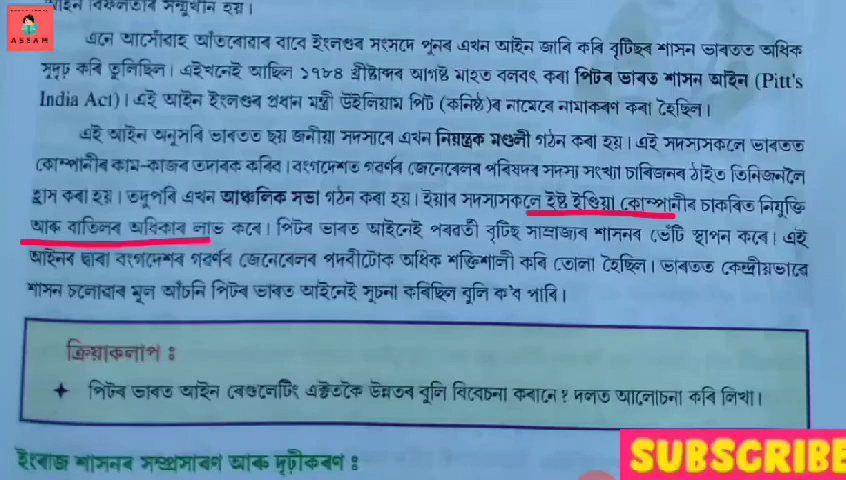 আইন বিফলতাৰ সন্মুখীন হয়।
ASSAM
এনে আসোঁৱাহ আঁতৰোৱাৰ বাবে ইংলণ্ডৰ সংসদে পুনৰ এখন আইন জাৰি কৰি বৃটিছৰ শাসন ভাৰতত অধিক
সুদৃঢ় কৰি তুলিছিল। এইখনেই আছিল ১৭৮৪ খ্ৰীষ্টাব্দৰ আগষ্ট মাহত বলবৎ কৰা পিটৰ ভাৰত শাসন আইন (Pitt's
India Act)। এই আইন ইংলণ্ডৰ প্ৰধান মন্ত্ৰী উইলিয়াম পিট (কনিষ্ঠ)ৰ নামেৰে নামাকৰণ কৰা হৈছিল।
এই আইন অনুসৰি ভাৰতত ছয় জনীয়া সদস্যৰে এখন নিয়ন্ত্ৰক মণ্ডলী গঠন কৰা হয়। এই সদস্যসকলে ভাৰতত
কোম্পানীৰ কাম-কাজৰ তদাৰক কৰিব। বংগদেশত গৱৰ্ণৰ জেনেৰেলৰ পৰিষদৰ সদস্য সংখ্যা চাৰিজনৰ ঠাইত তিনিজনলৈ
হ্ৰাস কৰা হয়। তদুপৰি এখন আঞ্চলিক সভা গঠন কৰা হয়। ইয়াৰ সদস্যসকলে ইষ্ট ইণ্ডিয়া কোম্পানীৰ চাকৰিত নিযুক্তি
আৰু বাতিলৰ অধিকাৰ লাভ কৰে। পিটৰ ভাৰত আইনেই পৰৱৰ্তী বৃটিছ সাম্ৰাজ্যৰ শাসনৰ ভেঁটি স্থাপন কৰে। এই
আইনৰ দ্বাৰা বংগদেশৰ গৱৰ্ণৰ জেনেৰেলৰ পদবীটোক অধিক শক্তিশালী কৰি তোলা হৈছিল। ভাৰতত কেন্দ্ৰীয়ভাৱে
শাসন চলোৱাৰ মূল আঁচনি পিটৰ ভাৰত আইনেই সূচনা কৰিছিল বুলি ক'ব পাৰি।
ক্ৰিয়াকলাপ :
✦ পিটৰ ভাৰত আইন ৰেগুলেটিং এক্টতকৈ উন্নতৰ বুলি বিবেচনা কৰানে? দলত আলোচনা কৰি লিখা।
ইংৰাজ শাসনৰ সম্প্ৰসাৰণ আৰু দৃঢ়ীকৰণ :
SUBSCRIBE